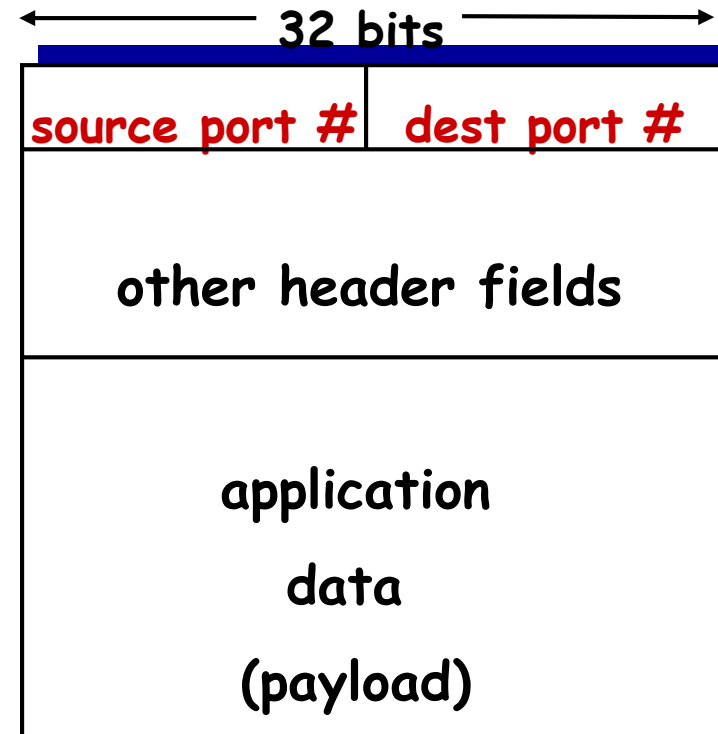 32 bits
source port # dest port #
other header fields
application
data
(payload)